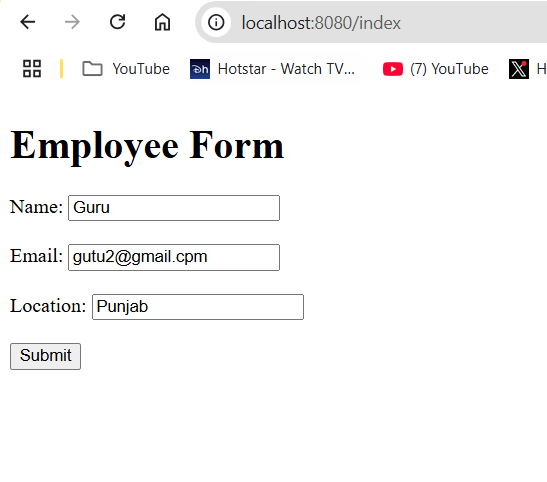 localhost:8080/index
YouTube Hotstar - Watch TV... (7) YouTube H
Employee Form
Name: Guru
Email: gutu2@gmail.cpm
Location: Punjab
Submit